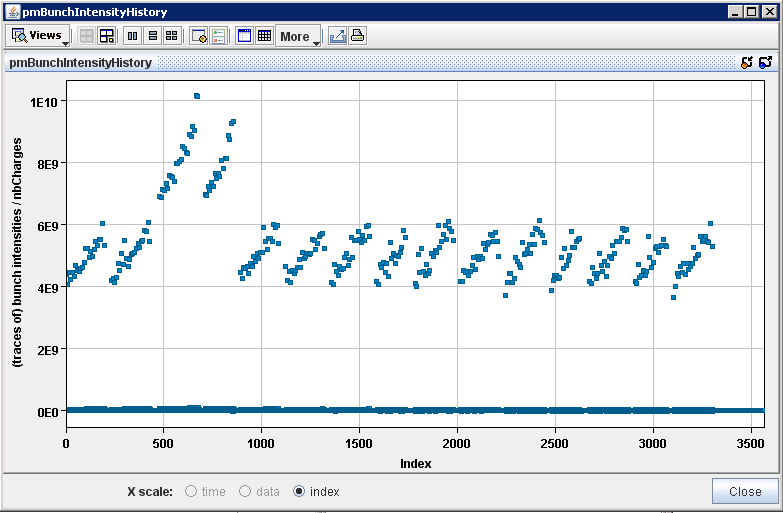 pmBunchIntensityHistory
Views More
pmBunchIntensityHistory
(traces of) bunch intensities / nbCharges
1E10
8E9
6E9
4E9
2E9
0E0
0 500 1000 1500 2000 2500 3000 3500
Index
X scale: time data index Close